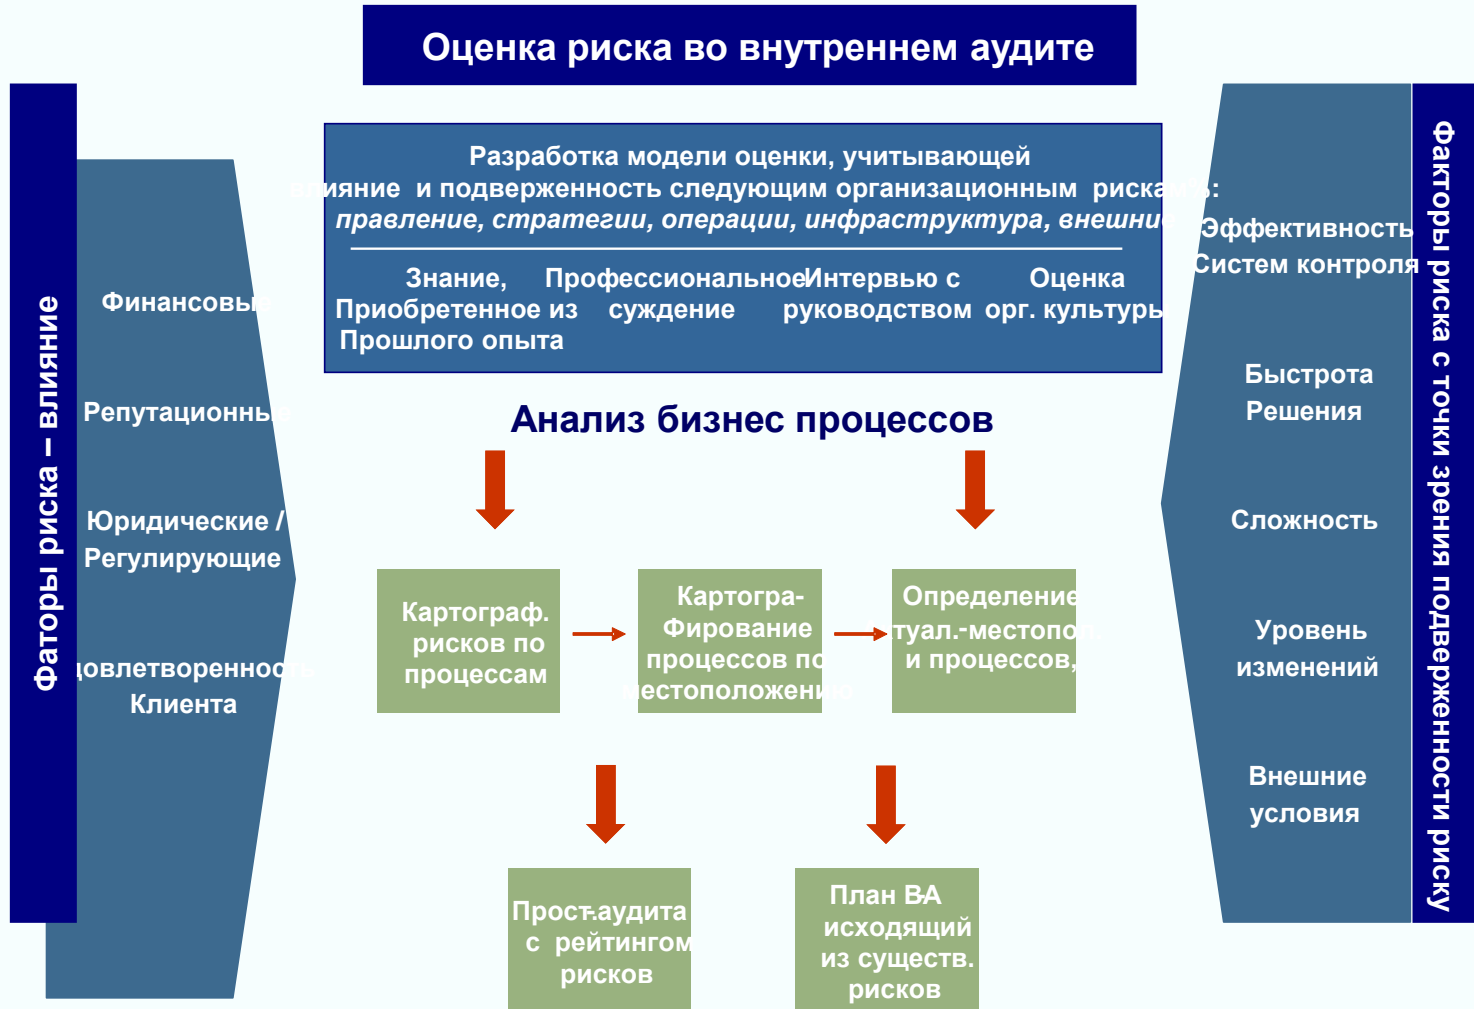 Оценка риска во внутреннем аудите
Фаторы риска – влияние
Финансовые
Репутационные
Юридические /
Регулирующие
довлетворенность
Клиента
Разработка модели оценки, учитывающей
влияние и подверженность следующим организационным рискам
правление, стратегии, операции, инфраструктура, внешние
Знание,
Приобретенное из
Прошлого опыта
Профессиональное
суждение
Интервью с
руководством
Оценка
орг. культуры
Анализ бизнес процессов
Картограф.
рисков по
процессам
Картогра-
Фирование
процессов по
местоположению
Определение
туал.-местопол
и процессов,
Прост.-аудита
с рейтингом
рисков
План ВА-
исходящий
из существ.
рисков
Эффективность
Систем контроля
Быстрота
Решения
Сложность
Уровень
изменений
Внешние
условия
Факторы риска с точки зрения подверженности риску